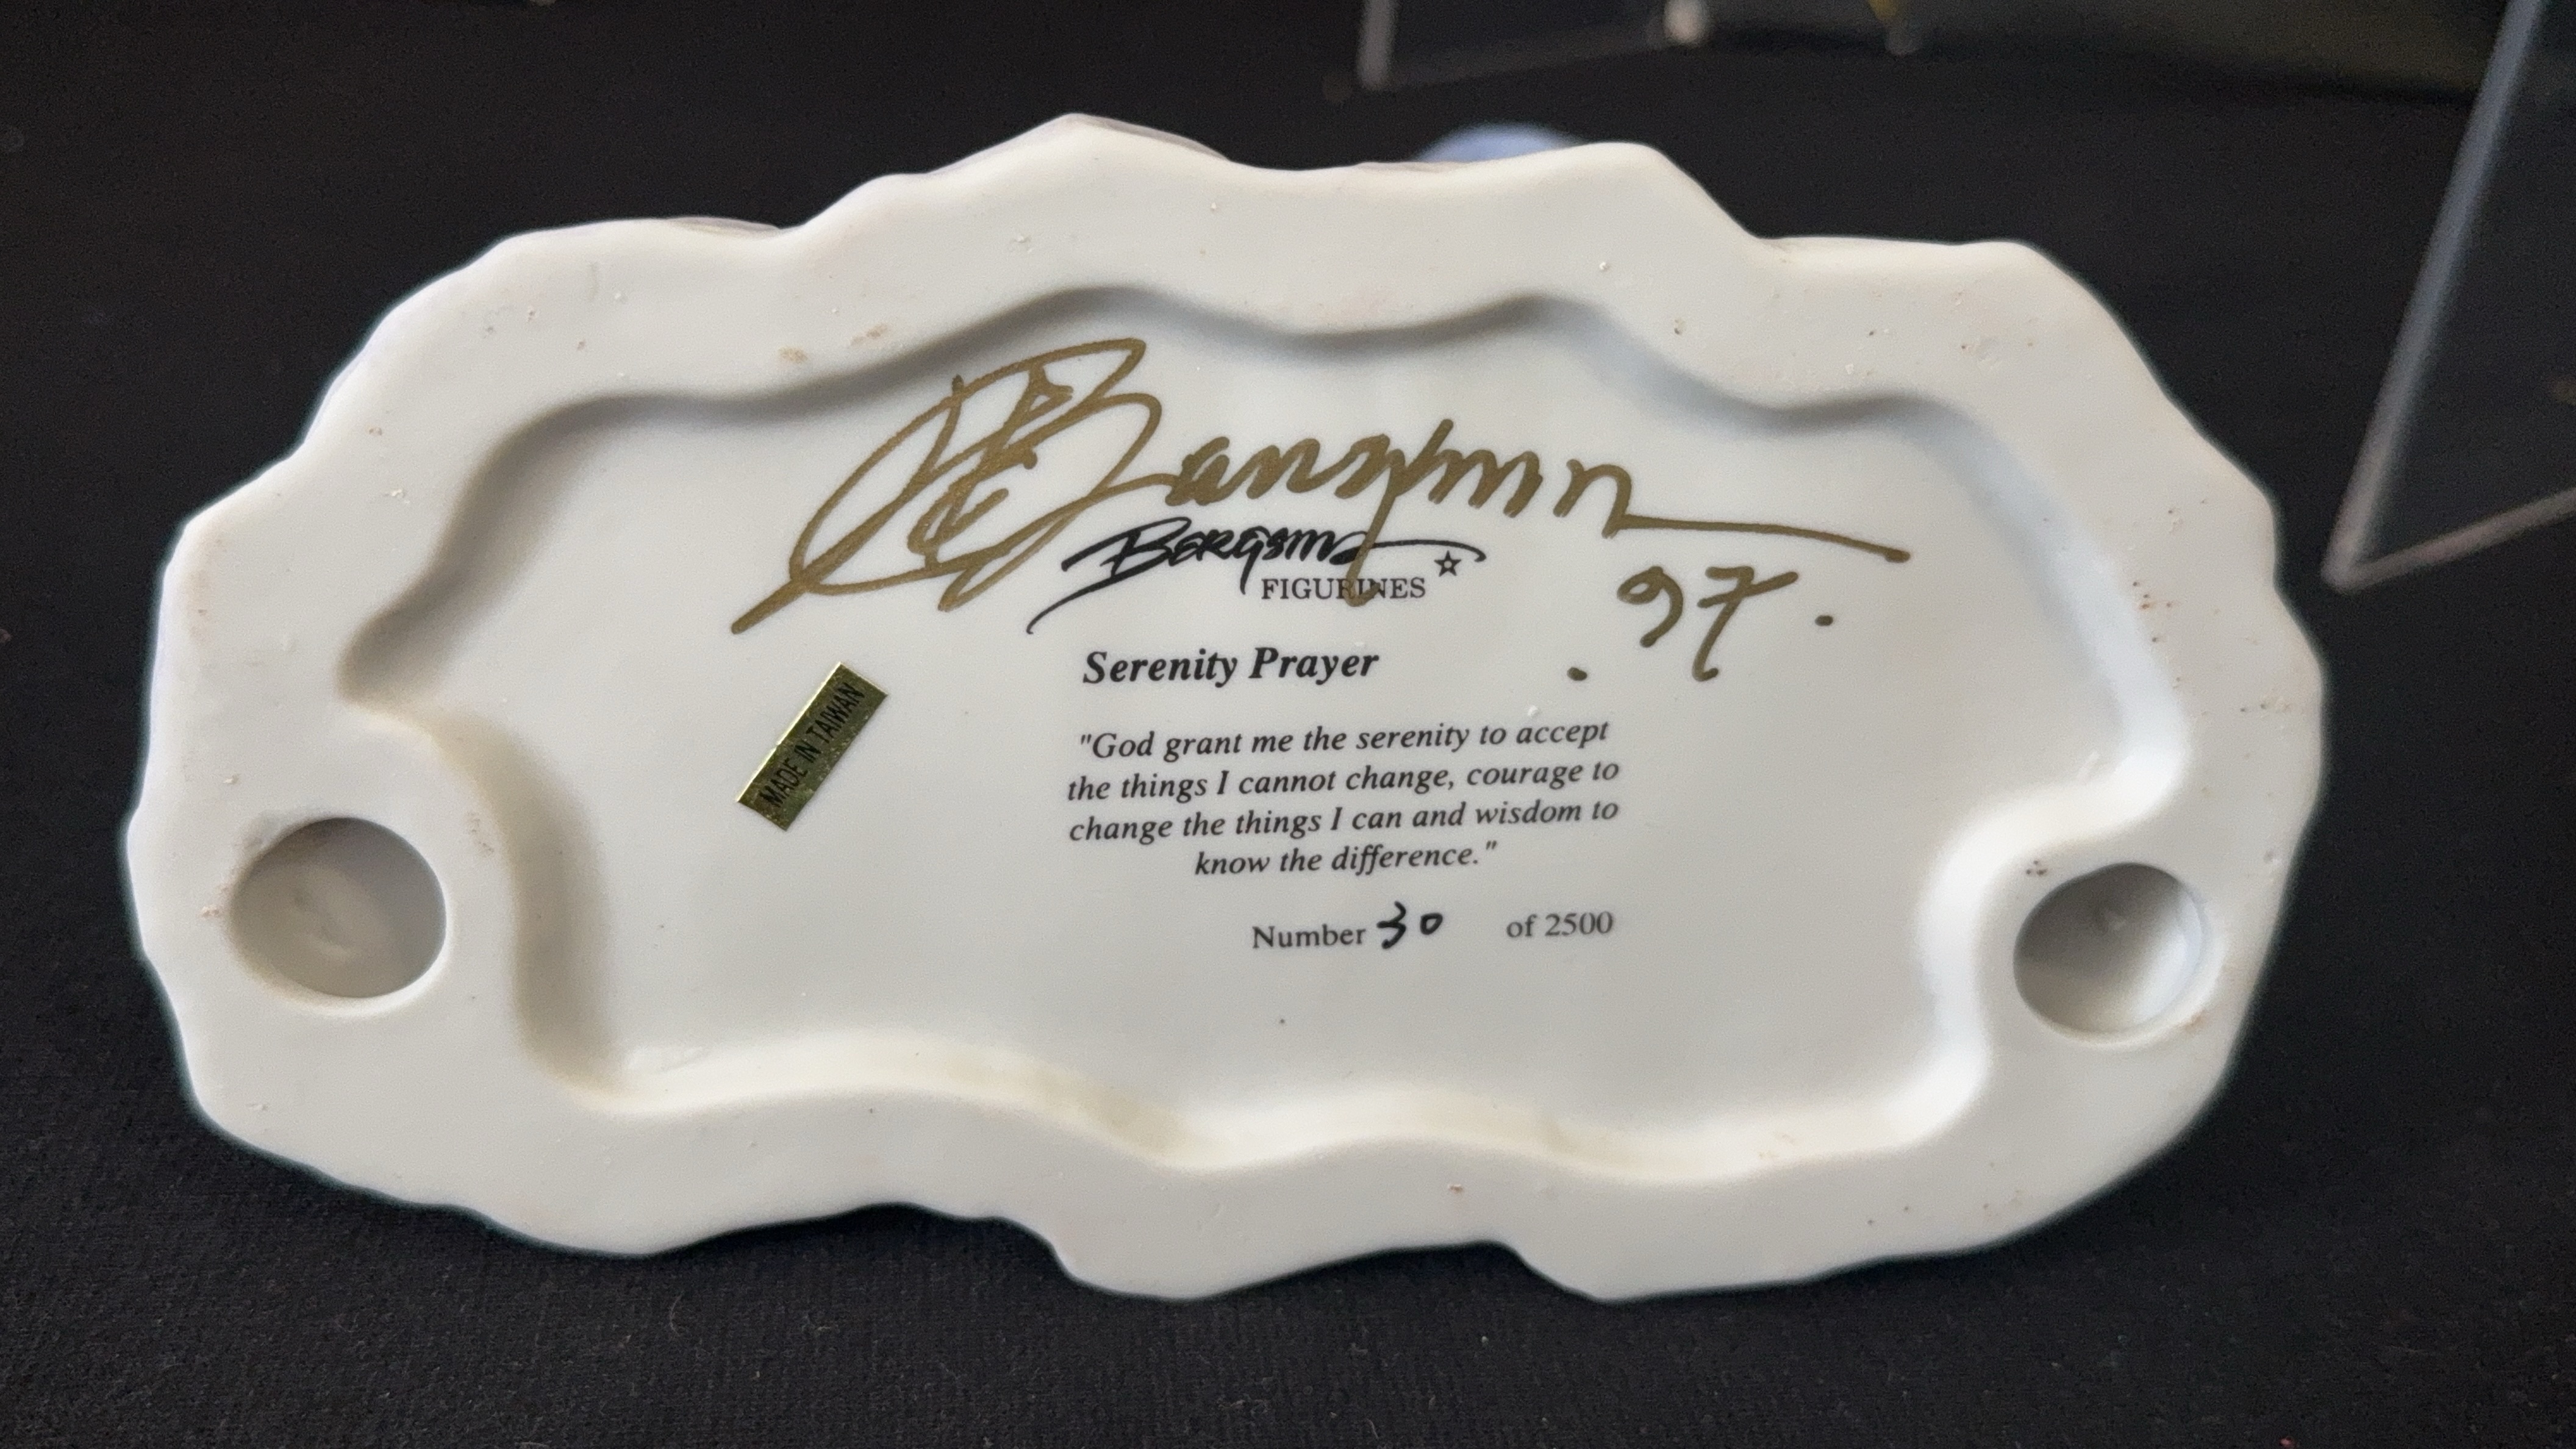 Bergsma
FIGURINES
97.
Serenity Prayer
MADE IN TAIWAN
"God grant me the serenity to accept
the things I cannot change, courage to
change the things I can and wisdom to
know the difference."
Number 30 of 2500